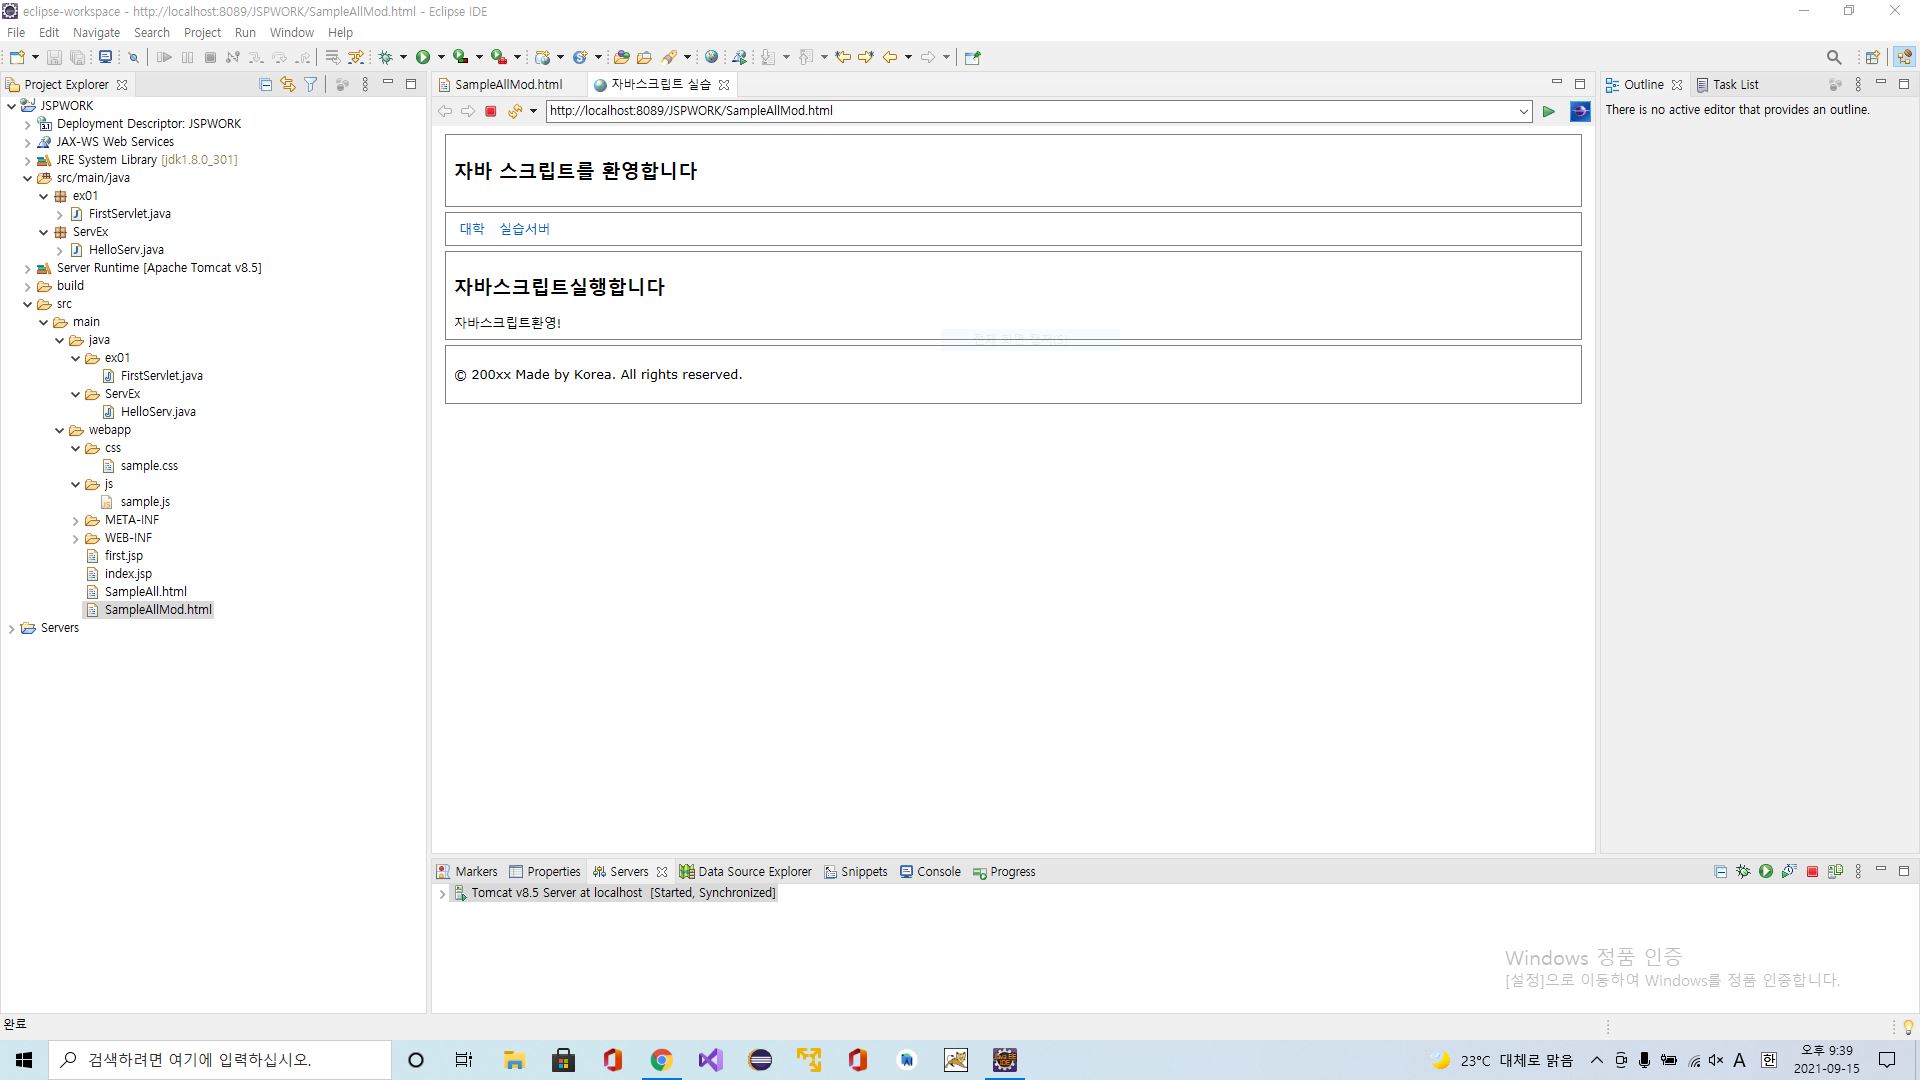 eclipse-workspace - http://localhost:8089/JSPWORK/SampleAllMod.html - Eclipse IDE
File Edit Navigate Search Project Run Window Help
Project Explorer
JSPWORK
Deployment Descriptor: JSPWORK
JAX-WS Web Services
JRE System Library [jdk1.8.0_301]
src/main/java
ex01
FirstServlet.java
ServEx
HelloServ.java
Server Runtime [Apache Tomcat v8.5]
build
src
main
java
ex01
FirstServlet.java
ServEx
HelloServ.java
webapp
css
sample.css
js
sample.js
META-INF
WEB-INF
first.jsp
index.jsp
SampleAll.html
SampleAllMod.html
Servers
SampleAllMod.html
자바스크립트 실습
http://localhost:8089/JSPWORK/SampleAllMod.html
자바 스크립트를 환영합니다
대학 실습서버
자바스크립트실행합니다
자바스크립트환영!
전체 화면 캡처(S)
© 200xx Made by Korea. All rights reserved.
Outline
Task List
There is no active editor that provides an outline.
Markers Properties Servers Data Source Explorer Snippets Console Progress
Tomcat v8.5 Server at localhost [Started, Synchronized]
Windows 정품 인증
[설정]으로 이동하여 Windows를 정품 인증합니다.
완료
검색하려면 여기에 입력하십시오.
23°C 대체로 맑음
A
한
오후 9:39
2021-09-15